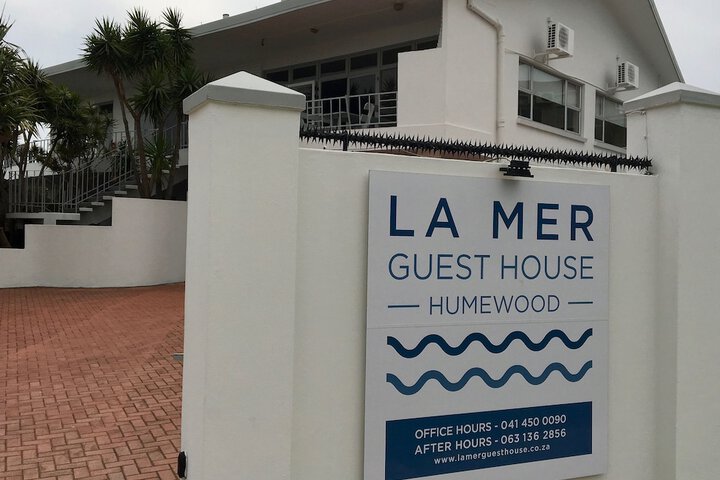 LA MER
GUEST HOUSE
— HUMEWOOD —
OFFICE HOURS - 041 450 0090
AFTER HOURS - 063 136 2856
www.lamerguesthouse.co.za